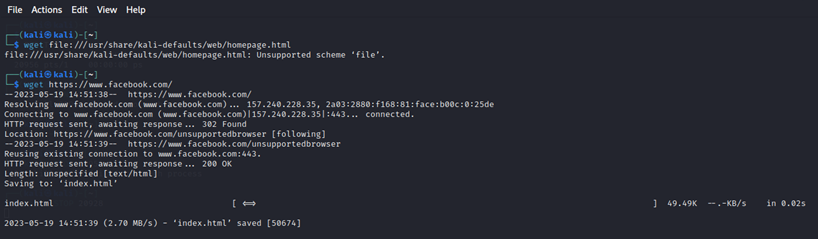 File Actions Edit View Help
┌──(kali㉿kali)-[~]
└─$ wget file:///usr/share/kali-defaults/web/homepage.html
file:///usr/share/kali-defaults/web/homepage.html: Unsupported scheme ‘file’.
┌──(kali㉿kali)-[~]
└─$ wget https://www.facebook.com/
--2023-05-19 14:51:38-- https://www.facebook.com/
Resolving www.facebook.com (www.facebook.com)... 157.240.228.35, 2a03:2880:f168:81:face:b00c:0:25de
Connecting to www.facebook.com (www.facebook.com)|157.240.228.35|:443... connected.
HTTP request sent, awaiting response... 302 Found
Location: https://www.facebook.com/unsupportedbrowser [following]
--2023-05-19 14:51:39-- https://www.facebook.com/unsupportedbrowser
Reusing existing connection to www.facebook.com:443.
HTTP request sent, awaiting response... 200 OK
Length: unspecified [text/html]
Saving to: ‘index.html’
index.html [ <=> ] 49.49K --.-KB/s in 0.02s
2023-05-19 14:51:39 (2.70 MB/s) - ‘index.html’ saved [50674]